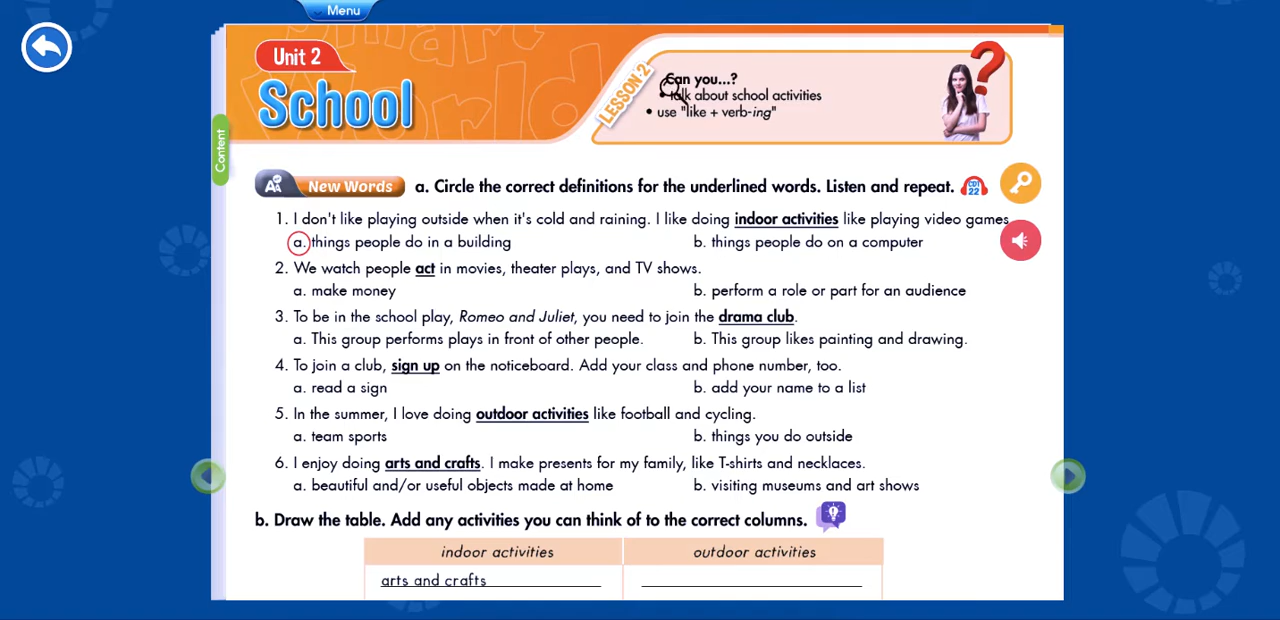 Menu
Unit 2
School
LESSON 2
Can you...?
• talk about school activities
• use "like + verb-ing"
Content
New Words a. Circle the correct definitions for the underlined words. Listen and repeat. CD1 22
1. I don't like playing outside when it's cold and raining. I like doing indoor activities like playing video games.
a. things people do in a building b. things people do on a computer
2. We watch people act in movies, theater plays, and TV shows.
a. make money b. perform a role or part for an audience
3. To be in the school play, Romeo and Juliet, you need to join the drama club.
a. This group performs plays in front of other people. b. This group likes painting and drawing.
4. To join a club, sign up on the noticeboard. Add your class and phone number, too.
a. read a sign b. add your name to a list
5. In the summer, I love doing outdoor activities like football and cycling.
a. team sports b. things you do outside
6. I enjoy doing arts and crafts. I make presents for my family, like T-shirts and necklaces.
a. beautiful and/or useful objects made at home b. visiting museums and art shows
b. Draw the table. Add any activities you can think of to the correct columns.
indoor activities outdoor activities
arts and crafts